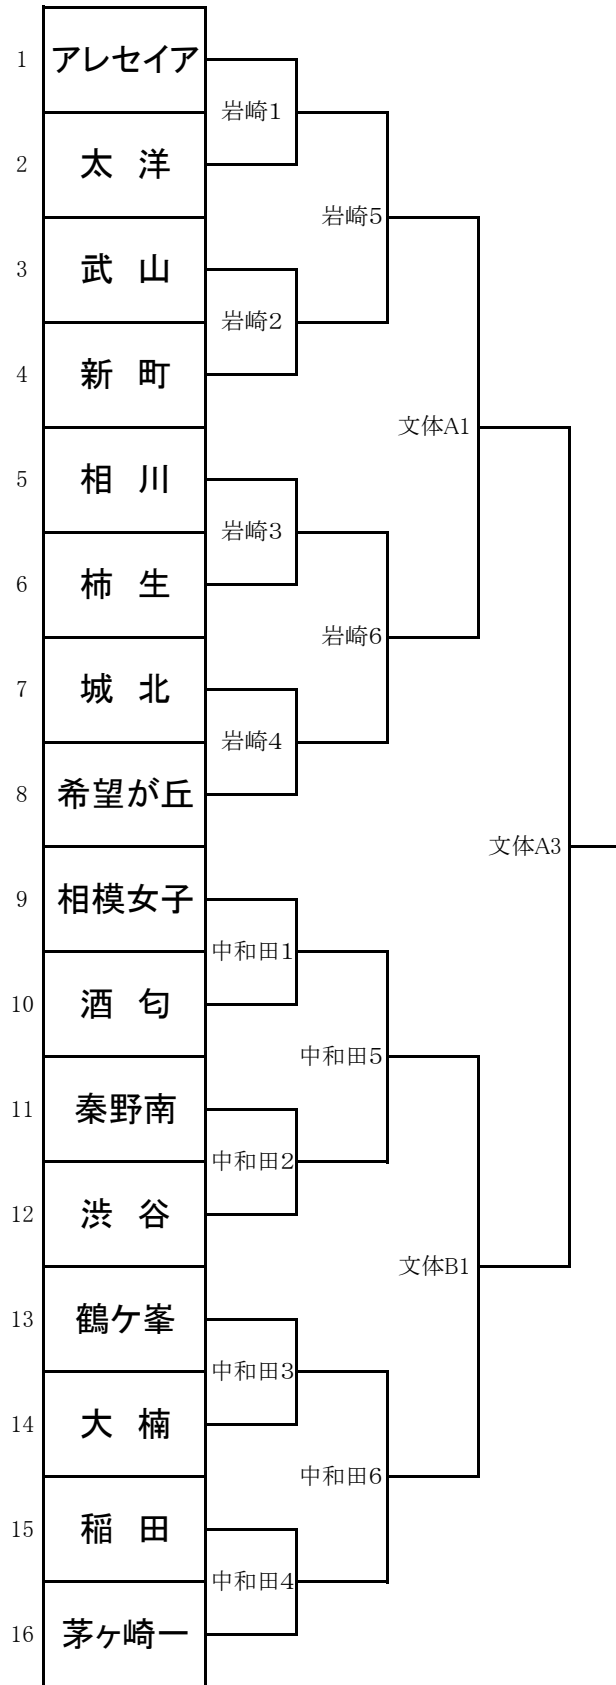 1 アレセイア
岩崎1
2 太 洋
岩崎5
3 武 山
岩崎2
4 新 町
文体A1
5 相 川
岩崎3
6 柿 生
岩崎6
7 城 北
岩崎4
8 希望が丘
文体A3
9 相模女子
中和田1
10 酒 匂
中和田5
11 秦野南
中和田2
12 渋 谷
文体B1
13 鶴ケ峯
中和田3
14 大 楠
中和田6
15 稲 田
中和田4
16 茅ヶ崎一